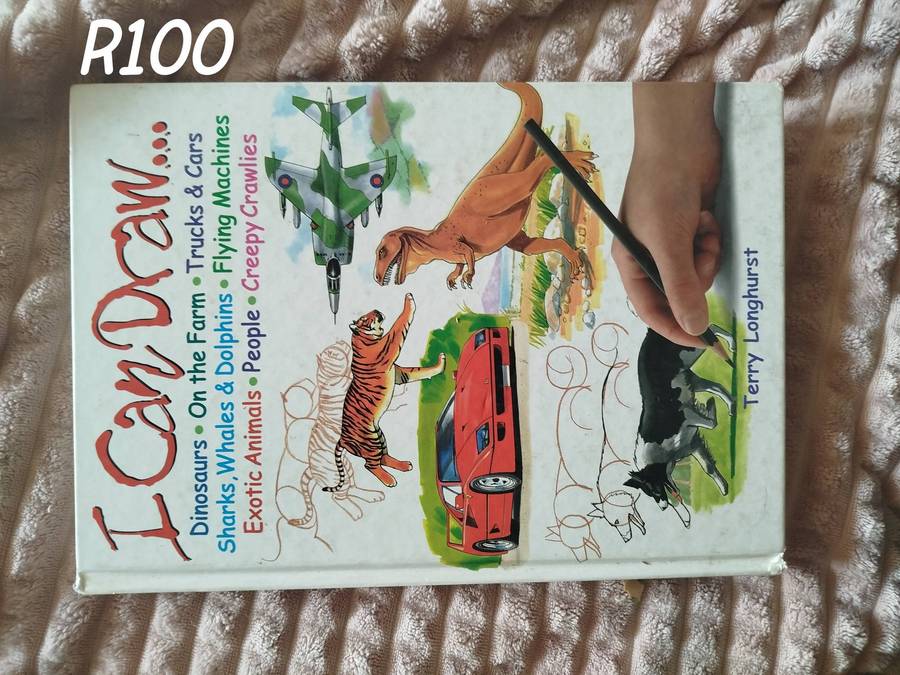 R100
I Can Draw...
Dinosaurs • On the Farm • Trucks & Cars
Sharks, Whales & Dolphins • Flying Machines
Exotic Animals • People • Creepy Crawlies
Terry Longhurst